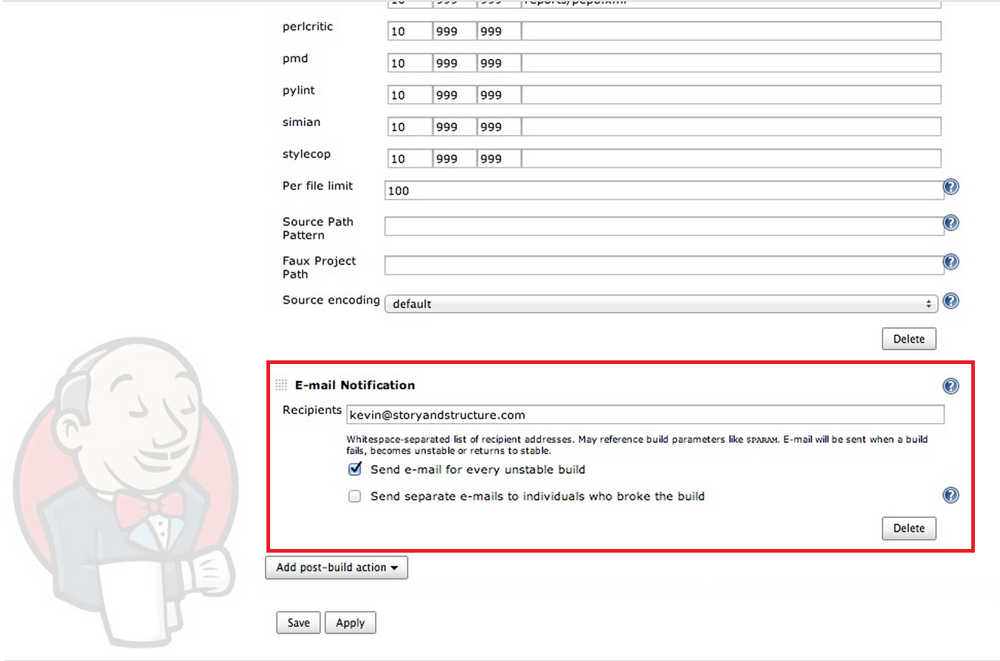 perlcritic 10 999 999
pmd 10 999 999
pylint 10 999 999
simian 10 999 999
stylecop 10 999 999
Per file limit 100
Source Path
Pattern
Faux Project
Path
Source encoding default
Delete
E-mail Notification
Recipients kevin@storyandstructure.com
Whitespace-separated list of recipient addresses. May reference build parameters like $PARAM. E-mail will be sent when a build
fails, becomes unstable or returns to stable.
Send e-mail for every unstable build
Send separate e-mails to individuals who broke the build
Delete
Add post-build action
Save Apply